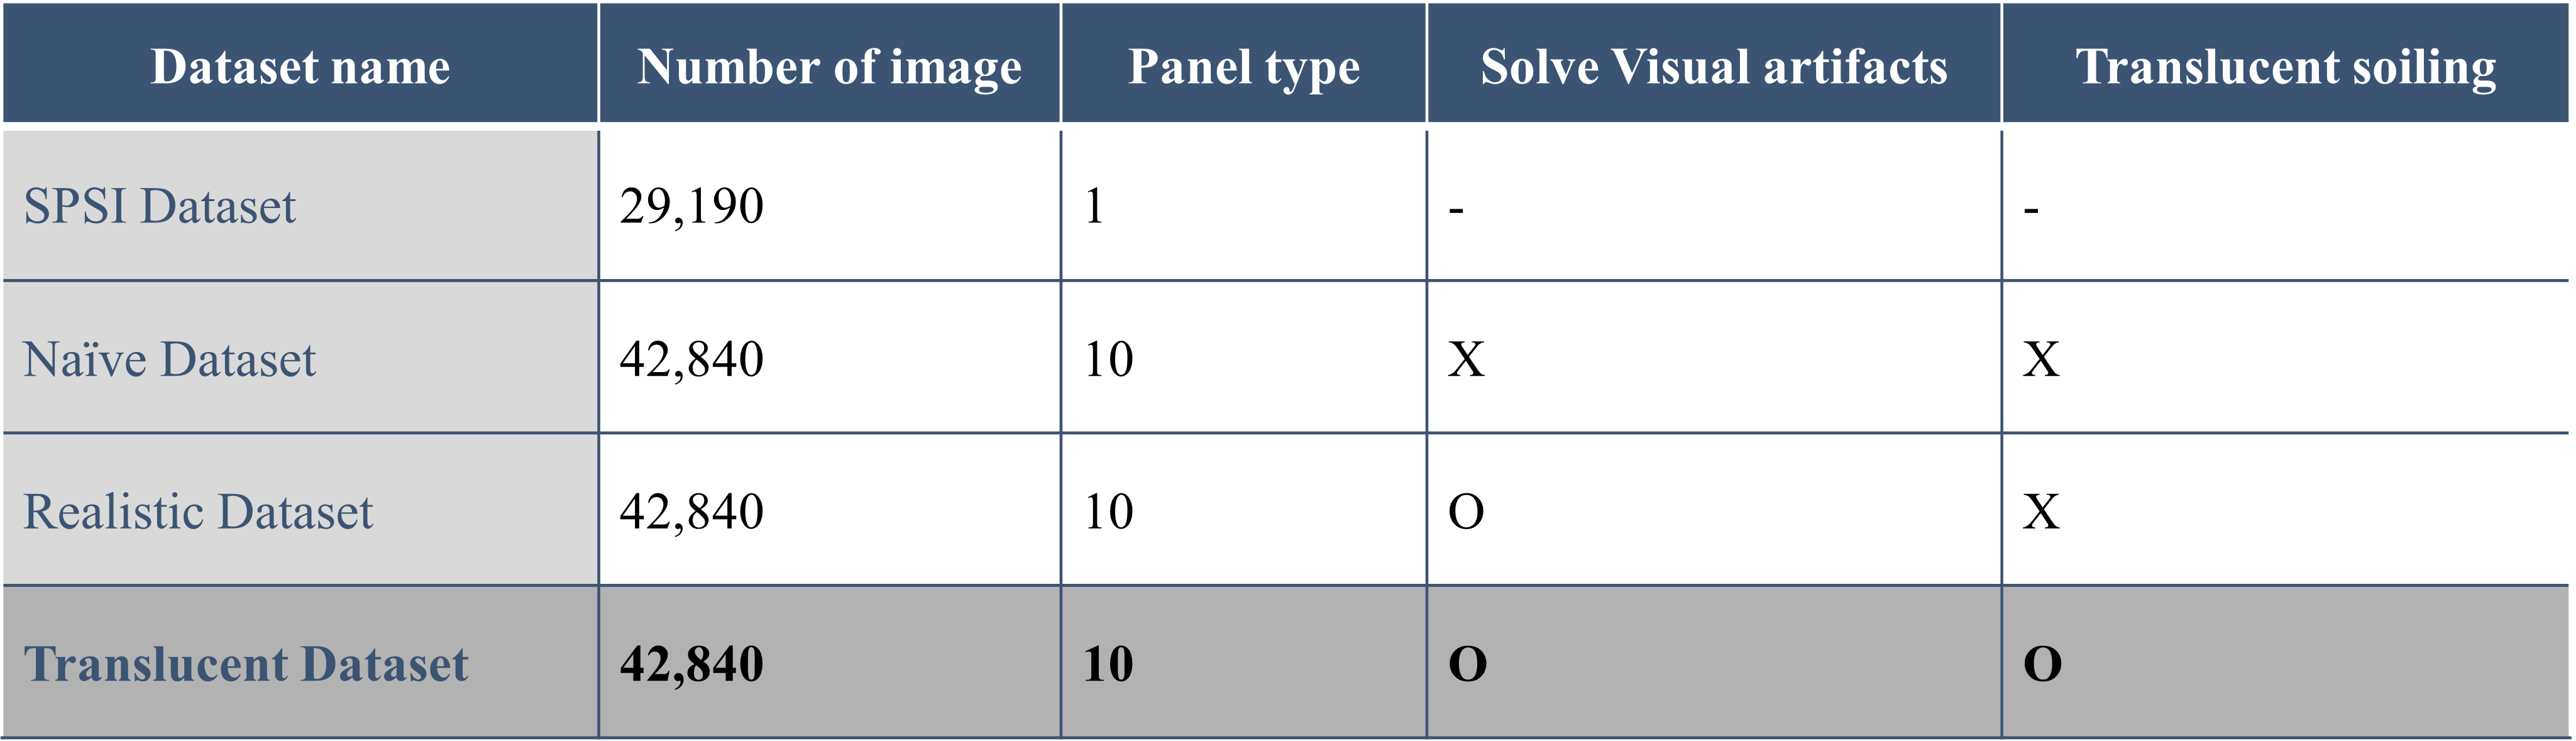 Dataset name Number of image Panel type Solve Visual artifacts Translucent soiling
SPSI Dataset 29,190 1 - -
Naïve Dataset 42,840 10 X X
Realistic Dataset 42,840 10 O X
Translucent Dataset 42,840 10 O O